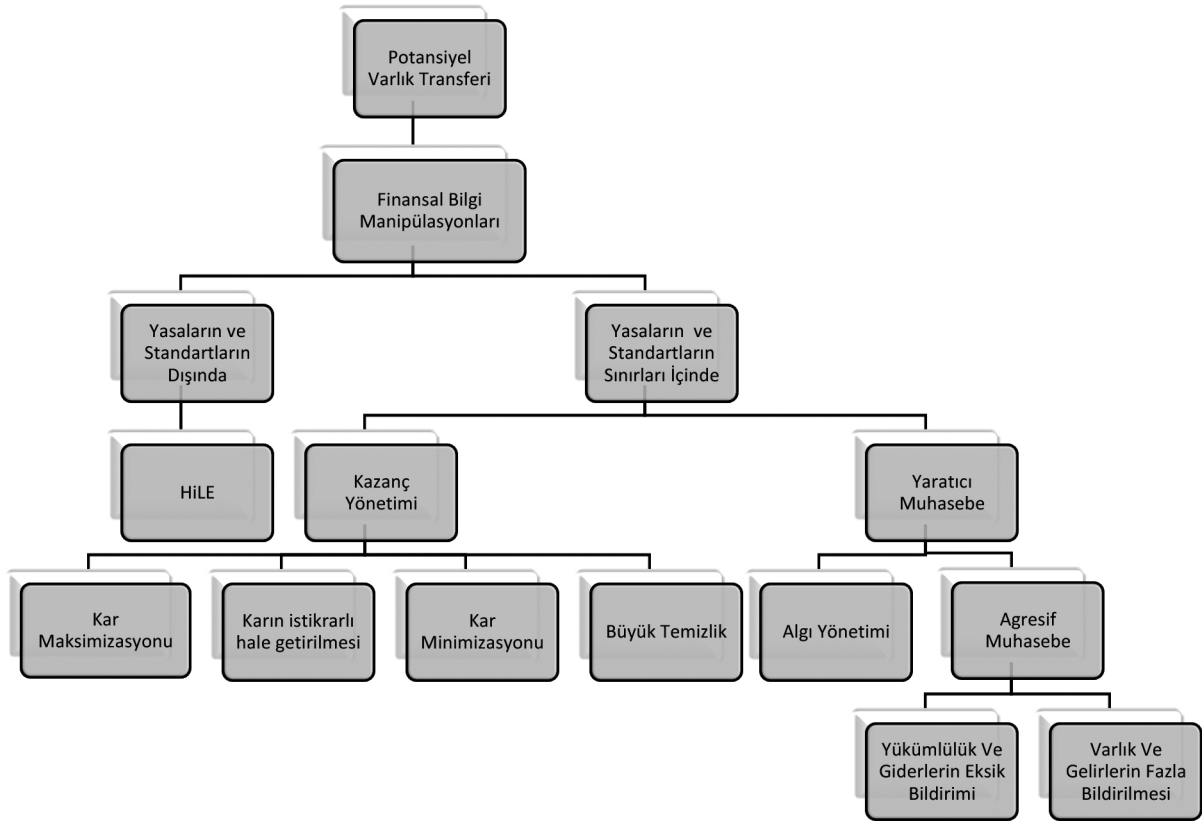 Potansiyel
Varlık Transferi
Finansal Bilgi
Manipülasyonları
Yasaların ve
Standartların
Dışında
Yasaların ve
Standartların
Sınırları İçinde
HiLE
Kazanç
Yönetimi
Yaratıcı
Muhasebe
Kar
Maksimizasyonu
Karın istikrarlı
hale getirilmesi
Kar
Minimizasyonu
Büyük Temizlik
Algı Yönetimi
Agresif
Muhasebe
Yükümlülük Ve
Giderlerin Eksik
Bildirimi
Varlık Ve
Gelirlerin Fazla
Bildirilmesi